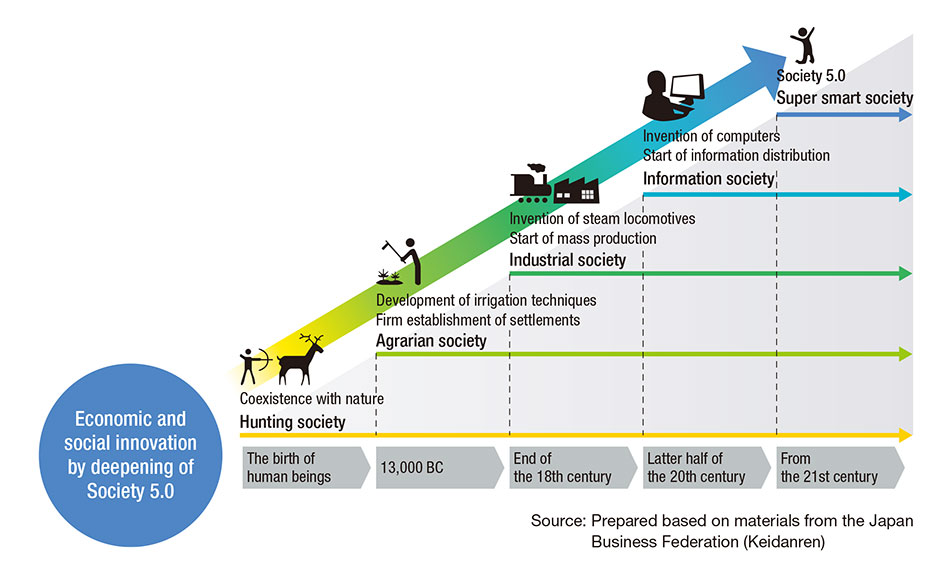 Society 5.0
Super smart society
Invention of computers
Start of information distribution
Information society
Invention of steam locomotives
Start of mass production
Industrial society
Development of irrigation techniques
Firm establishment of settlements
Agrarian society
Coexistence with nature
Hunting society
Economic and
social innovation
by deepening of
Society 5.0
The birth of
human beings
13,000 BC
End of
the 18th century
Latter half of
the 20th century
From
the 21st century
Source: Prepared based on materials from the Japan
Business Federation (Keidanren)